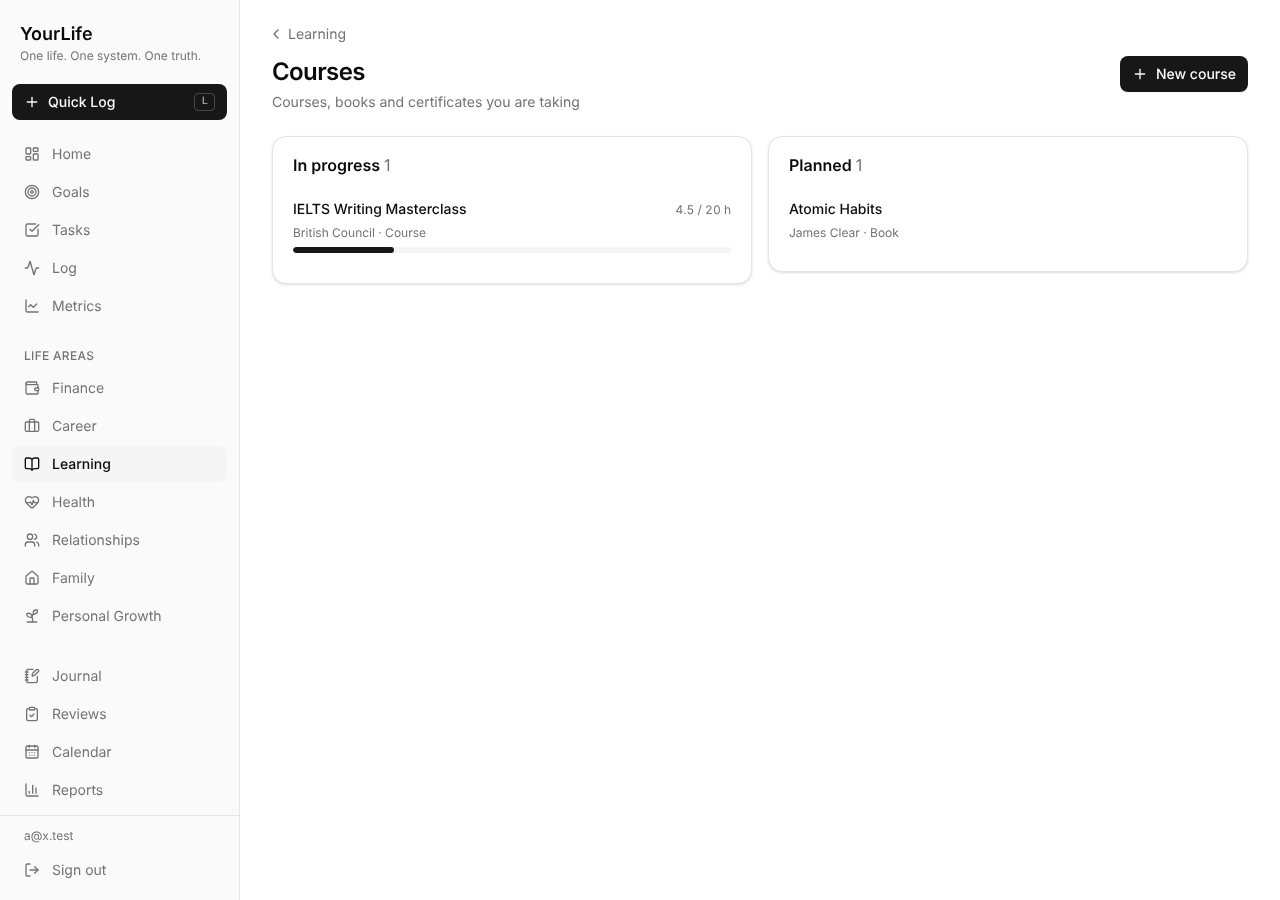 YourLife
One life. One system. One truth.
Quick Log L
Home
Goals
Tasks
Log
Metrics
LIFE AREAS
Finance
Career
Learning
Health
Relationships
Family
Personal Growth
Journal
Reviews
Calendar
Reports
a@x.test
Sign out
Learning
Courses
New course
Courses, books and certificates you are taking
In progress 1
IELTS Writing Masterclass 4.5 / 20 h
British Council · Course
Planned 1
Atomic Habits
James Clear · Book